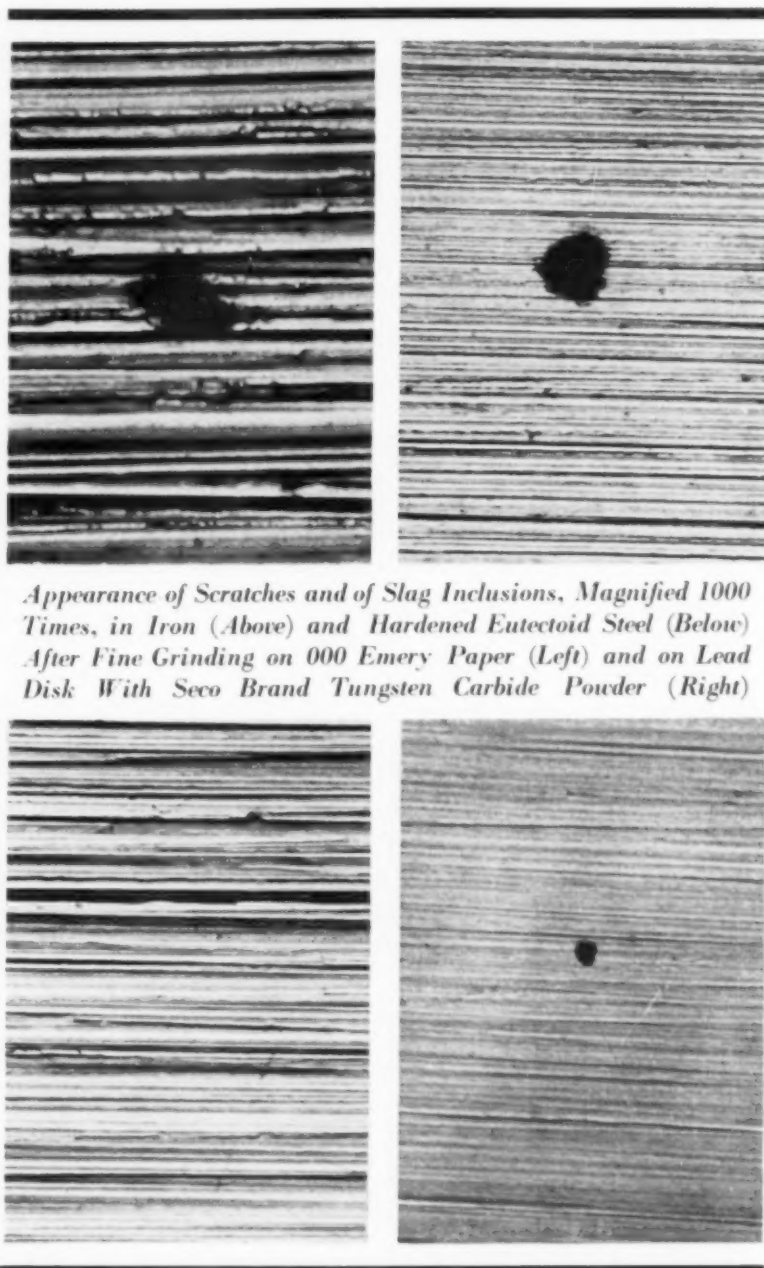 Appearance of Scratches and of Slag Inclusions, Magnified 1000
Times, in Iron (Above) and Hardened Eutectoid Steel (Below)
After Fine Grinding on 000 Emery Paper (Left) and on Lead
Disk With Seco Brand Tungsten Carbide Powder (Right)